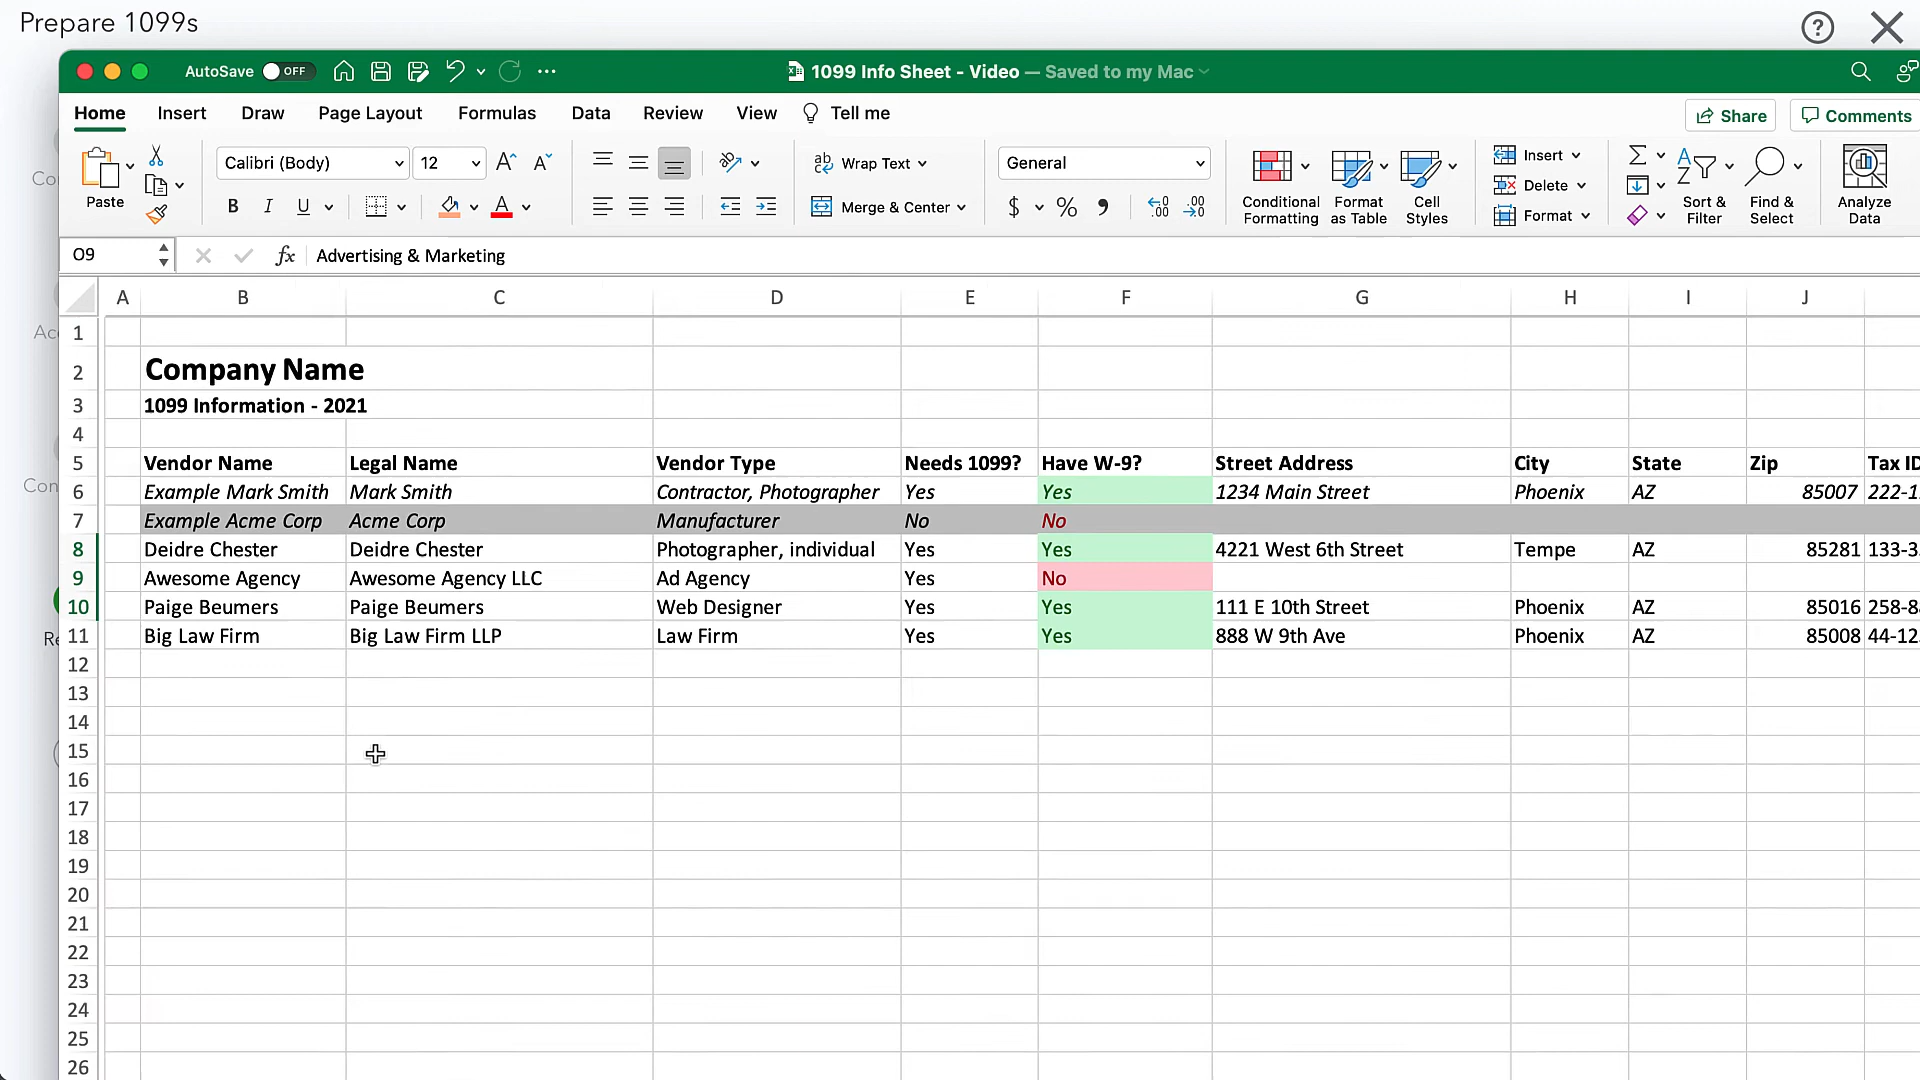 Prepare 1099s
AutoSave OFF
1099 Info Sheet - Video — Saved to my Mac
Home Insert Draw Page Layout Formulas Data Review View Tell me
Share Comments
Paste
Calibri (Body) 12
B I U
Wrap Text
Merge & Center
General
$ % 9
Conditional Formatting
Format as Table
Cell Styles
Insert
Delete
Format
Sort & Filter
Find & Select
Analyze Data
O9 fx Advertising & Marketing
A B C D E F G H I J
1
2 Company Name
3 1099 Information - 2021
4
5 Vendor Name Legal Name Vendor Type Needs 1099? Have W-9? Street Address City State Zip Tax ID
6 Example Mark Smith Mark Smith Contractor, Photographer Yes Yes 1234 Main Street Phoenix AZ 85007 222-1
7 Example Acme Corp Acme Corp Manufacturer No No
8 Deidre Chester Deidre Chester Photographer, individual Yes Yes 4221 West 6th Street Tempe AZ 85281 133-3
9 Awesome Agency Awesome Agency LLC Ad Agency Yes No
10 Paige Beumers Paige Beumers Web Designer Yes Yes 111 E 10th Street Phoenix AZ 85016 258-8
11 Big Law Firm Big Law Firm LLP Law Firm Yes Yes 888 W 9th Ave Phoenix AZ 85008 44-12
12
13
14
15
16
17
18
19
20
21
22
23
24
25
26